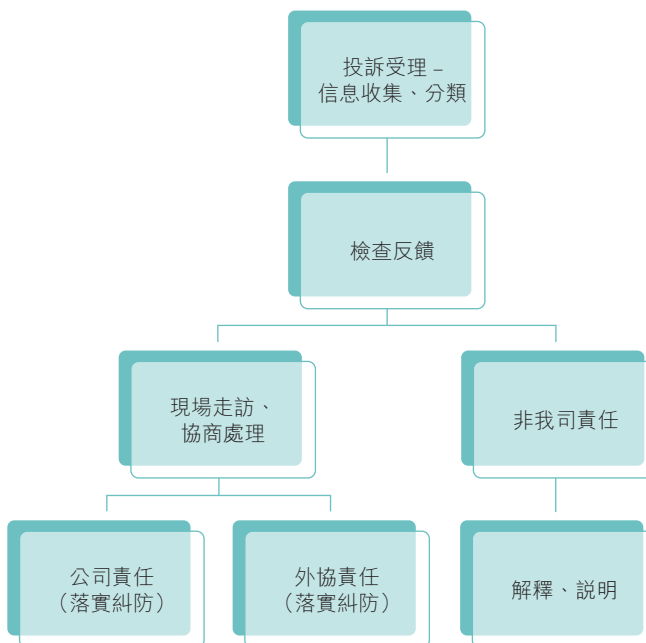 投訴受理 –
信息收集、分類
檢查反饋
現場走訪、
協商處理
非我司責任
公司責任
（落實糾防）
外協責任
（落實糾防）
解釋、説明